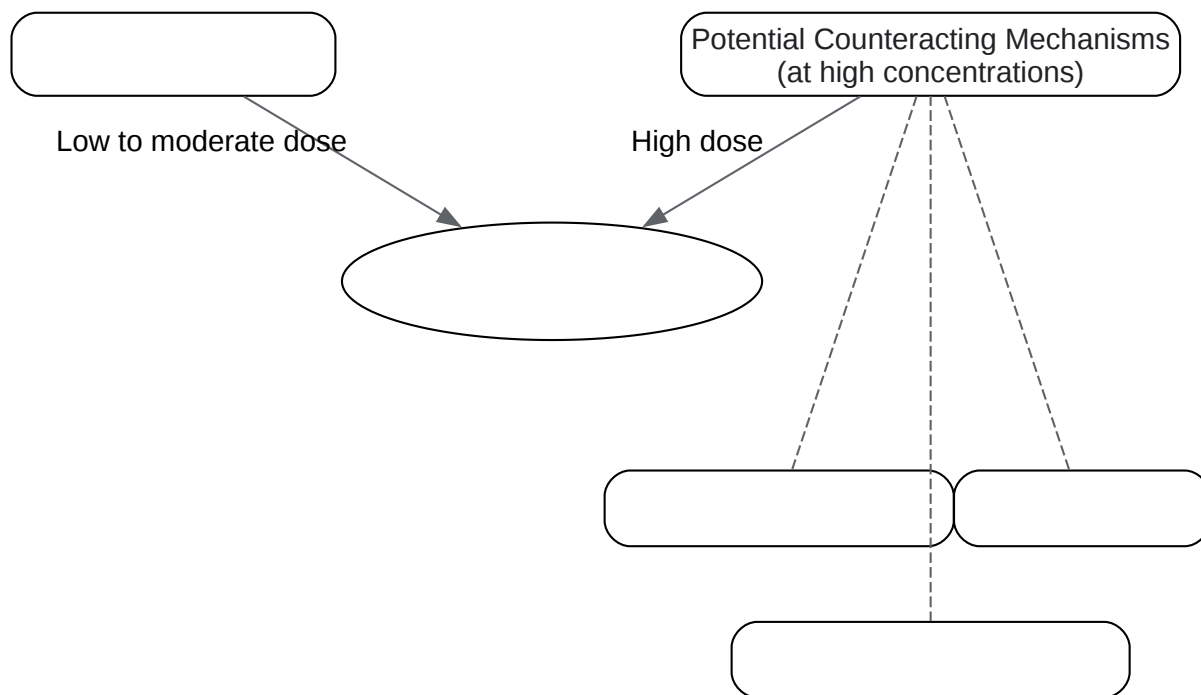 Potential Counteracting Mechanisms
(at high concentrations)
Low to moderate dose
High dose